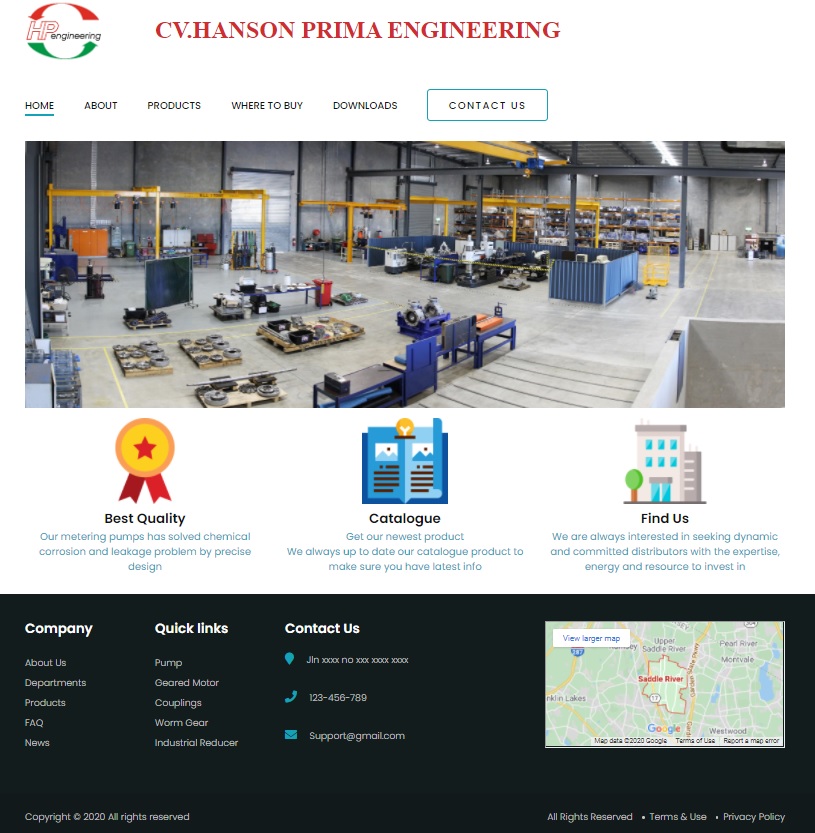 HP engineering
CV.HANSON PRIMA ENGINEERING
HOME ABOUT PRODUCTS WHERE TO BUY DOWNLOADS CONTACT US
Best Quality
Our metering pumps has solved chemical
corrosion and leakage problem by precise
design
Catalogue
Get our newest product
We always up to date our catalogue product to
make sure you have latest info
Find Us
We are always interested in seeking dynamic
and committed distributors with the expertise,
energy and resource to invest in
Company
About Us
Departments
Products
FAQ
News
Quick links
Pump
Geared Motor
Couplings
Worm Gear
Industrial Reducer
Contact Us
Jln xxxx no xxx xxxx xxxx
123-456-789
Support@gmail.com
View larger map
287
Upper
Saddle River
Pearl River
Montvale
Saddle River
17
nklin Lakes
Westwood
Google
Map data ©2020 Google Terms of Use Report a map error
Copyright © 2020 All rights reserved
All Rights Reserved • Terms & Use • Privacy Policy